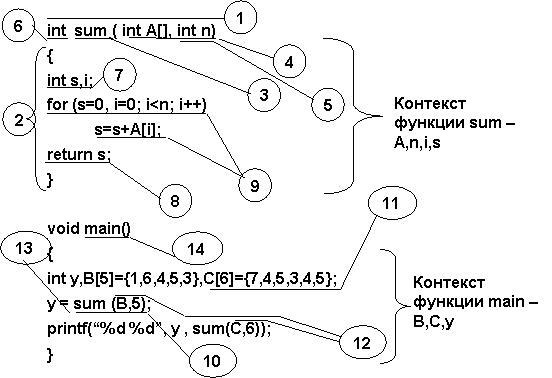 1
6
int sum ( int A[], int n)
4
{
int s,i;
7
3
5
for (s=0, i=0; i<n; i++)
2
s=s+A[i];
return s;
9
}
8
Контекст
функции sum –
A,n,i,s
11
void main()
13
14
{
int y,B[5]={1,6,4,5,3},C[6]={7,4,5,3,4,5};
y = sum (B,5);
printf(“%d %d”, y , sum(C,6));
12
}
10
Контекст
функции main –
B,C,y